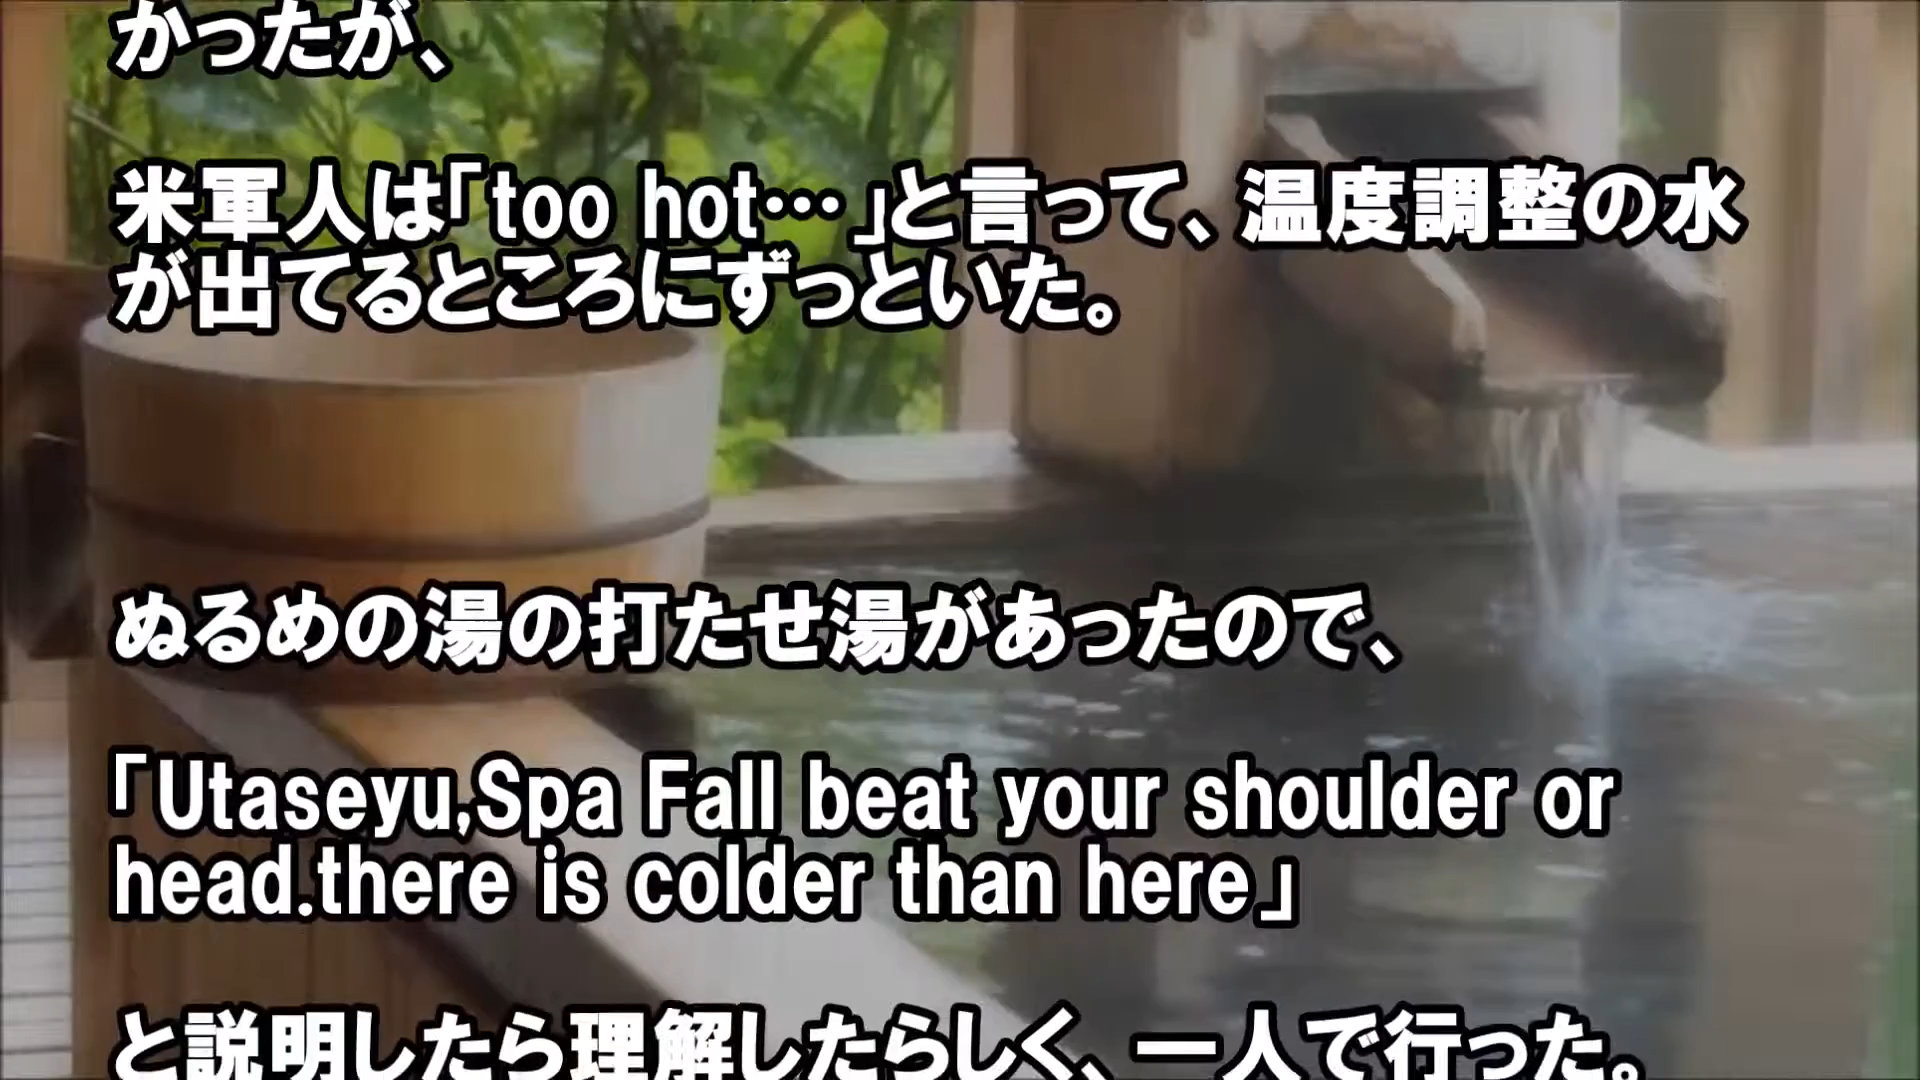 かったが、
米軍人は「too hot…」と言って、温度調整の水
が出てるところにずっといた。
ぬるめの湯の打たせ湯があったので、
「Utaseyu,Spa Fall beat your shoulder or
head.there is colder than here」
と説明したら理解したらしく、一人で行った。